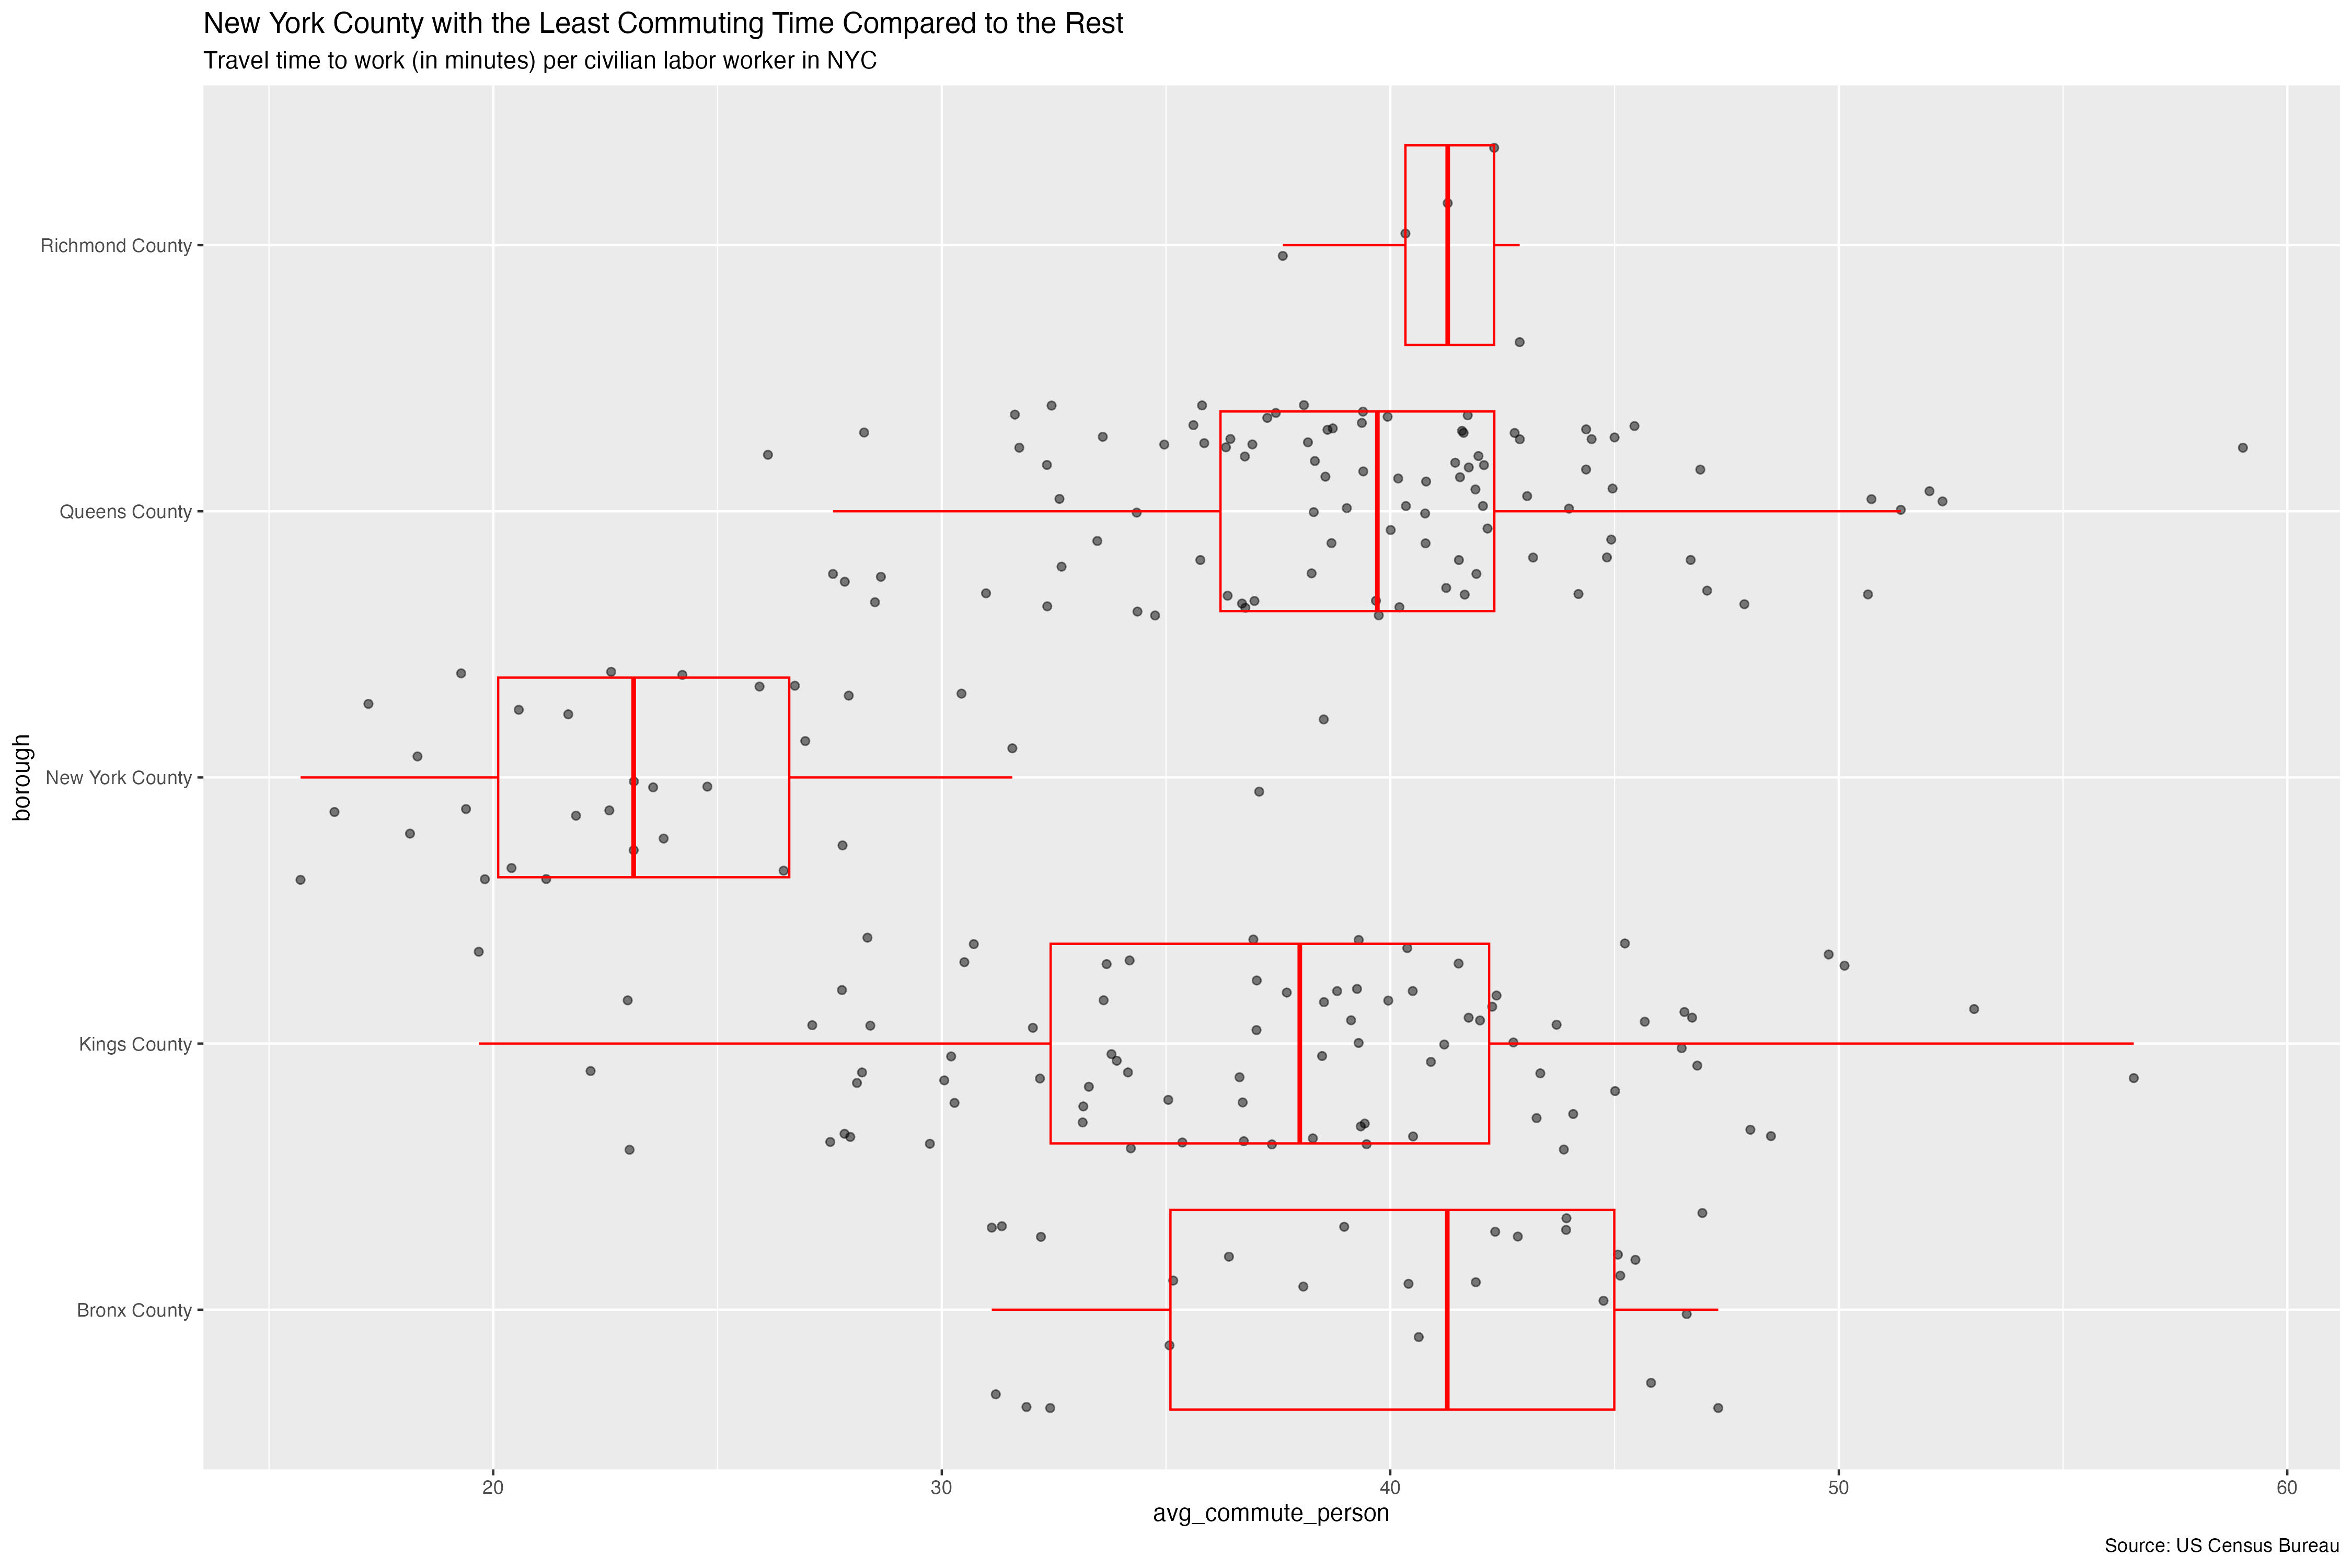 New York County with the Least Commuting Time Compared to the Rest
Travel time to work (in minutes) per civilian labor worker in NYC
borough
Richmond County
Queens County
New York County
Kings County
Bronx County
20 30 40 50 60
avg_commute_person
Source: US Census Bureau